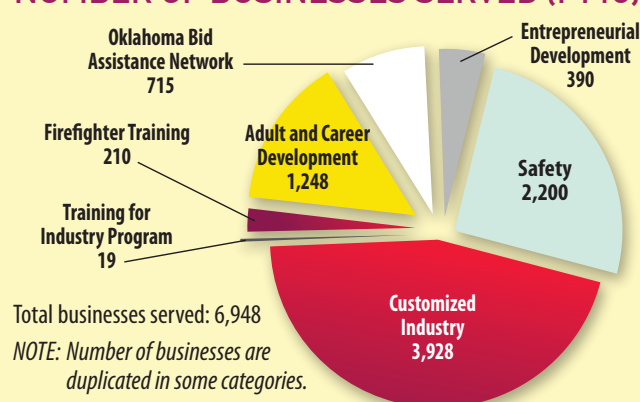 Oklahoma Bid
Assistance Network
715
Entrepreneurial
Development
390
Firefighter Training
210
Adult and Career
Development
1,248
Safety
2,200
Training for
Industry Program
19
Customized
Industry
3,928
Total businesses served: 6,948
NOTE: Number of businesses are
duplicated in some categories.